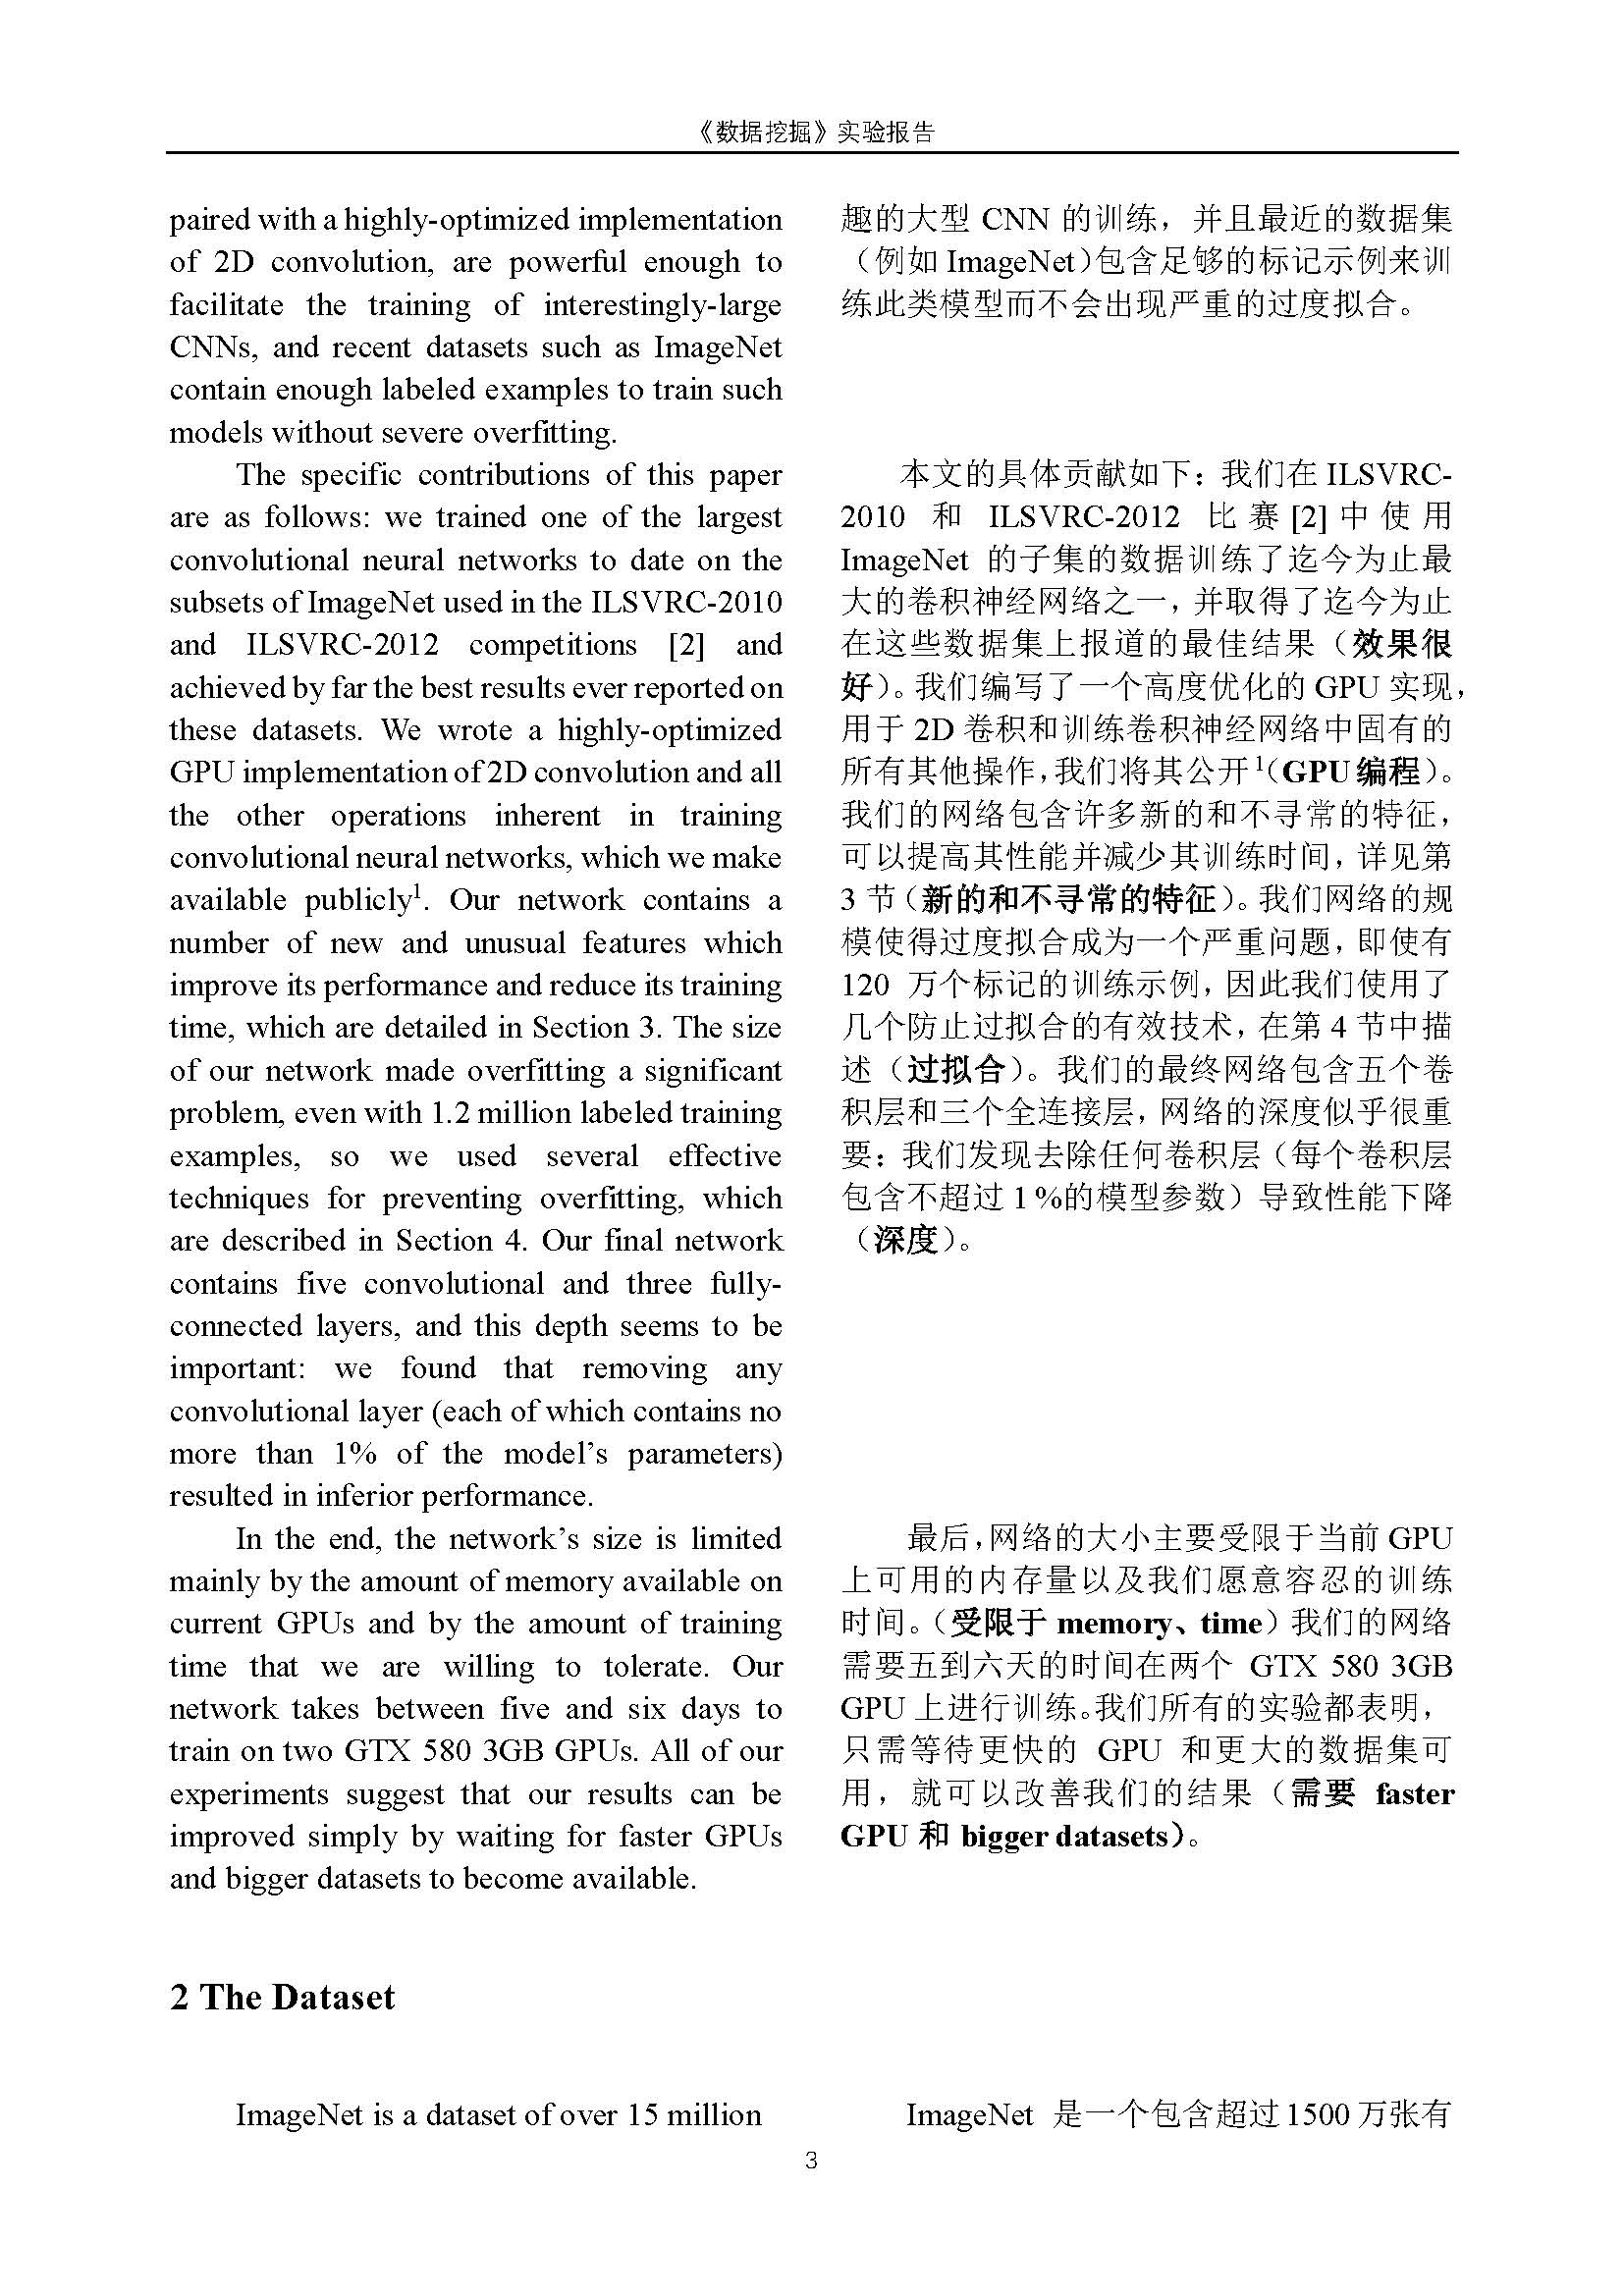 《数据挖掘》实验报告
paired with a highly-optimized implementation
of 2D convolution, are powerful enough to
facilitate the training of interestingly-large
CNNs, and recent datasets such as ImageNet
contain enough labeled examples to train such
models without severe overfitting.
The specific contributions of this paper
are as follows: we trained one of the largest
convolutional neural networks to date on the
subsets of ImageNet used in the ILSVRC-2010
and ILSVRC-2012 competitions [2] and
achieved by far the best results ever reported on
these datasets. We wrote a highly-optimized
GPU implementation of 2D convolution and all
the other operations inherent in training
convolutional neural networks, which we make
available publicly¹. Our network contains a
number of new and unusual features which
improve its performance and reduce its training
time, which are detailed in Section 3. The size
of our network made overfitting a significant
problem, even with 1.2 million labeled training
examples, so we used several effective
techniques for preventing overfitting, which
are described in Section 4. Our final network
contains five convolutional and three fully-
connected layers, and this depth seems to be
important: we found that removing any
convolutional layer (each of which contains no
more than 1% of the model’s parameters)
resulted in inferior performance.
In the end, the network’s size is limited
mainly by the amount of memory available on
current GPUs and by the amount of training
time that we are willing to tolerate. Our
network takes between five and six days to
train on two GTX 580 3GB GPUs. All of our
experiments suggest that our results can be
improved simply by waiting for faster GPUs
and bigger datasets to become available.
2 The Dataset
ImageNet is a dataset of over 15 million
趣的大型 CNN 的训练，并且最近的数据集
（例如 ImageNet）包含足够的标记示例来训
练此类模型而不会出现严重的过度拟合。
本文的具体贡献如下：我们在 ILSVRC-
2010 和 ILSVRC-2012 比赛[2]中使用
ImageNet 的子集的数据训练了迄今为止最
大的卷积神经网络之一，并取得了迄今为止
在这些数据集上报道的最佳结果（效果很
好）。我们编写了一个高度优化的 GPU 实现，
用于 2D 卷积和训练卷积神经网络中固有的
所有其他操作，我们将其公开¹（GPU 编程）。
我们的网络包含许多新的和不寻常的特征，
可以提高其性能并减少其训练时间，详见第
3 节（新的和不寻常的特征）。我们网络的规
模使得过度拟合成为一个严重问题，即使有
120 万个标记的训练示例，因此我们使用了
几个防止过拟合的有效技术，在第 4 节中描
述（过拟合）。我们的最终网络包含五个卷
积层和三个全连接层，网络的深度似乎很重
要：我们发现去除任何卷积层（每个卷积层
包含不超过 1％的模型参数）导致性能下降
（深度）。
最后，网络的大小主要受限于当前 GPU
上可用的内存量以及我们愿意容忍的训练
时间。（受限于 memory、time）我们的网络
需要五到六天的时间在两个 GTX 580 3GB
GPU 上进行训练。我们所有的实验都表明，
只需等待更快的 GPU 和更大的数据集可
用，就可以改善我们的结果（需要 faster
GPU 和 bigger datasets）。
ImageNet 是一个包含超过 1500 万张有
3